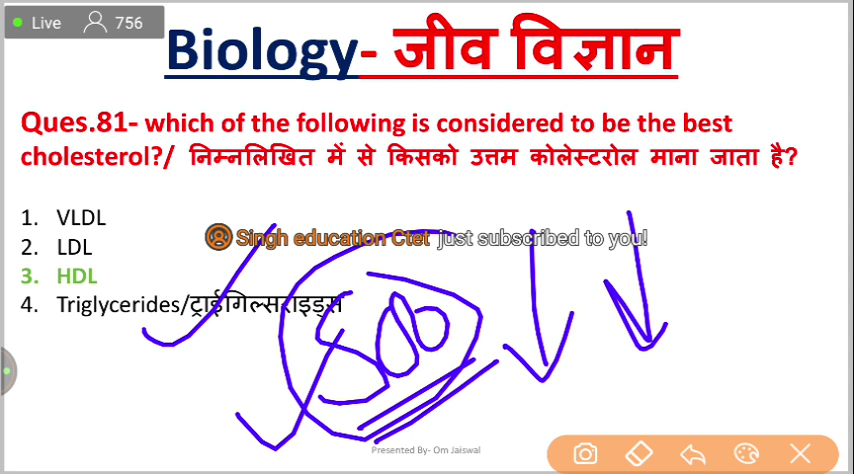 Live 756
Biology- जीव विज्ञान
Ques.81- which of the following is considered to be the best
cholesterol?/ निम्नलिखित में से किसको उत्तम कोलेस्टरोल माना जाता है?
1. VLDL
Singh education Ctet just subscribed to you!
2. LDL
3. HDL
4. Triglycerides/ट्राईगिल्सराइड्स
500
Presented By- Om Jaiswal